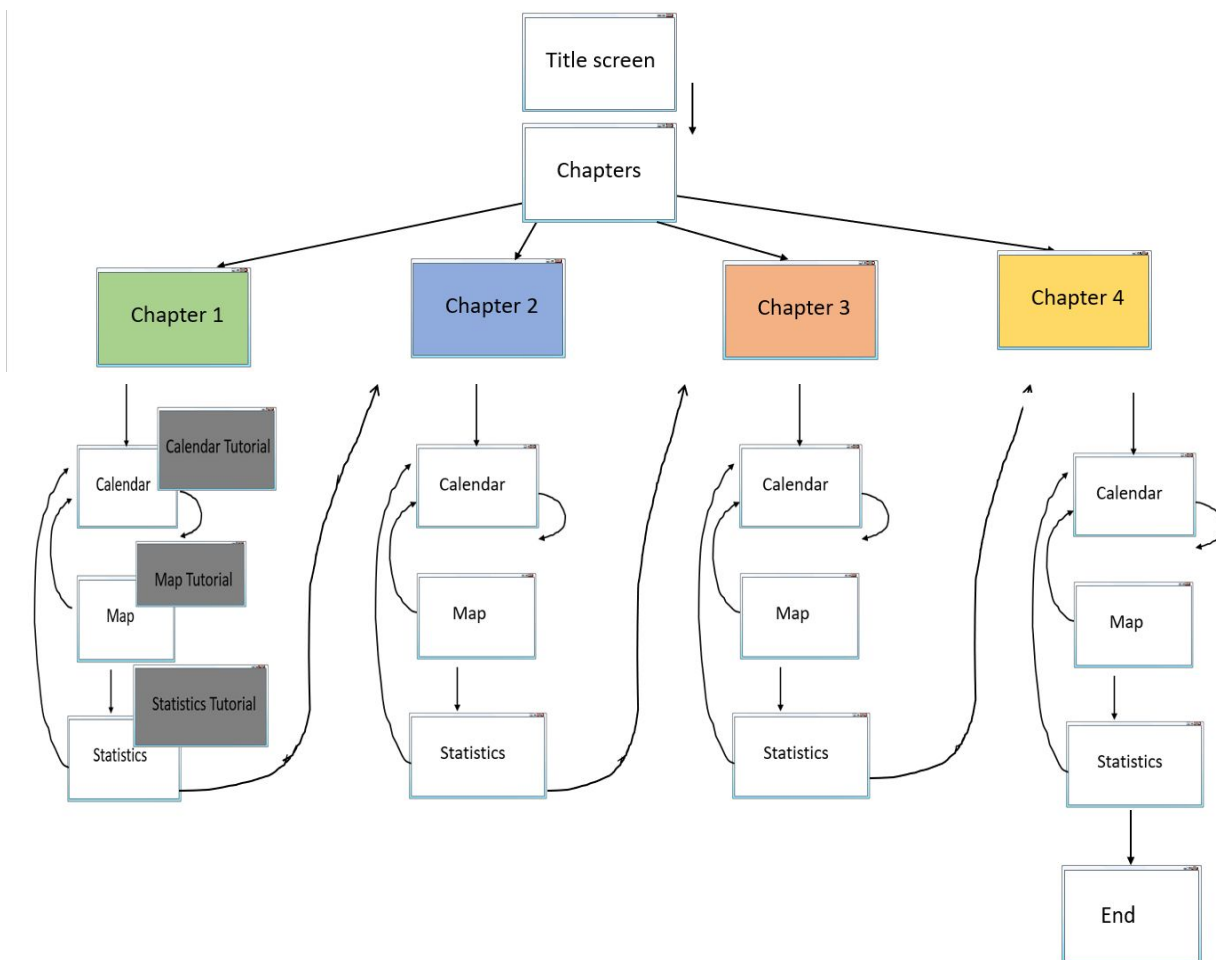 Title screen
Chapters
Chapter 1
Chapter 2
Chapter 3
Chapter 4
Calendar Tutorial
Calendar
Map Tutorial
Map
Statistics Tutorial
Statistics
Calendar
Map
Statistics
Calendar
Map
Statistics
Calendar
Map
Statistics
End